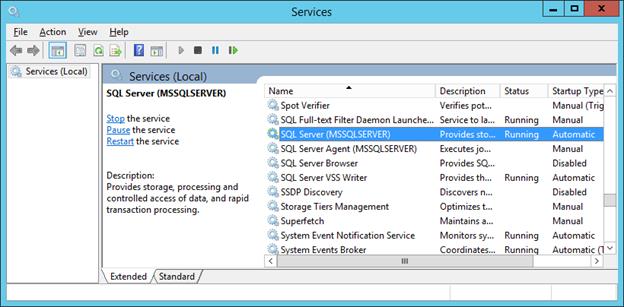 Services
File Action View Help
Services (Local)
Services (Local)
SQL Server (MSSQLSERVER)
Stop the service
Pause the service
Restart the service
Description:
Provides storage, processing and
controlled access of data, and rapid
transaction processing.
Name Description Status Startup Type
Spot Verifier Verifies pot... Manual (Trig
SQL Full-text Filter Daemon Launche... Service to la... Running Manual
SQL Server (MSSQLSERVER) Provides sto... Running Automatic
SQL Server Agent (MSSQLSERVER) Executes jo... Manual
SQL Server Browser Provides SQ... Disabled
SQL Server VSS Writer Provides th... Running Automatic
SSDP Discovery Discovers n... Disabled
Storage Tiers Management Optimizes t... Manual
Superfetch Maintains a... Manual
System Event Notification Service Monitors sy... Running Automatic
System Events Broker Coordinates... Running Automatic (T
Extended Standard